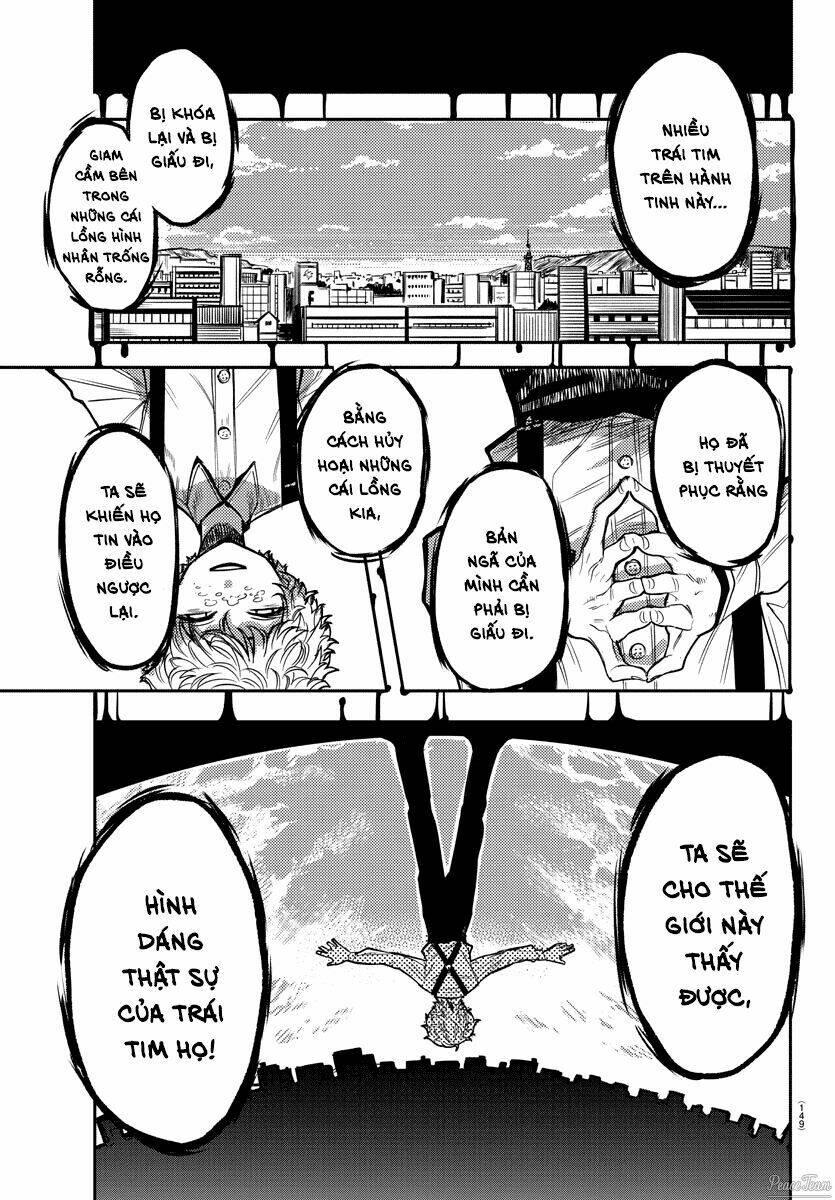 NHIỀU
TRÁI TIM
TRÊN HÀNH
TINH NÀY...
BỊ KHÓA
LẠI VÀ BỊ
GIẤU ĐI,
GIAM
CẦM BÊN
TRONG
NHỮNG CÁI
LỒNG HÌNH
NHÂN TRỐNG
RỖNG.
HỌ ĐÃ
BỊ THUYẾT
PHỤC RẰNG
BẢN
NGÃ CỦA
MÌNH CẦN
PHẢI BỊ
GIẤU ĐI.
BẰNG
CÁCH HỦY
HOẠI NHỮNG
CÁI LỒNG
KIA,
TA SẼ
KHIẾN HỌ
TIN VÀO
ĐIỀU
NGƯỢC
LẠI.
TA SẼ
CHO THẾ
GIỚI NÀY
THẤY
ĐƯỢC,
HÌNH
DÁNG
THẬT SỰ
CỦA TRÁI
TIM HỌ!
(149)
PeaceTeam